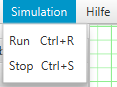 Simulation Hilfe
Run Ctrl+R
Stop Ctrl+S